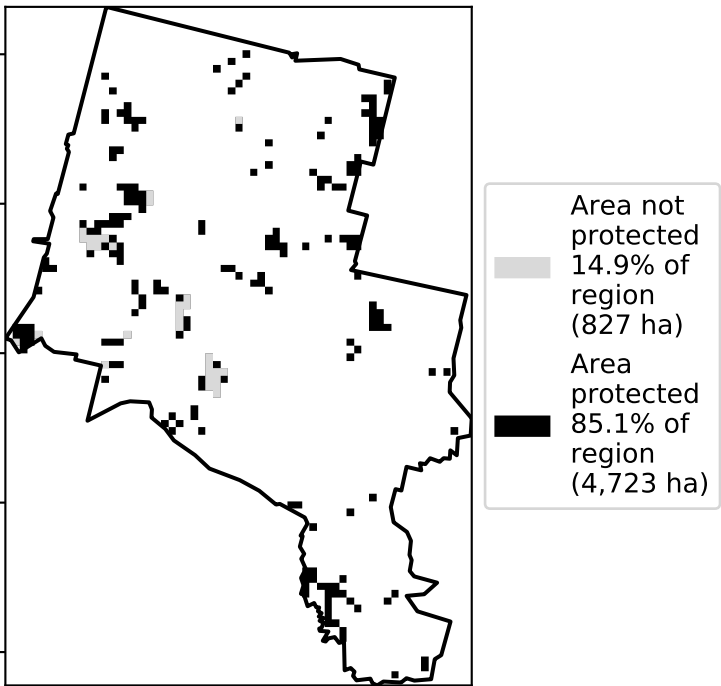 Area not
protected
14.9% of
region
(827 ha)
Area
protected
85.1% of
region
(4,723 ha)